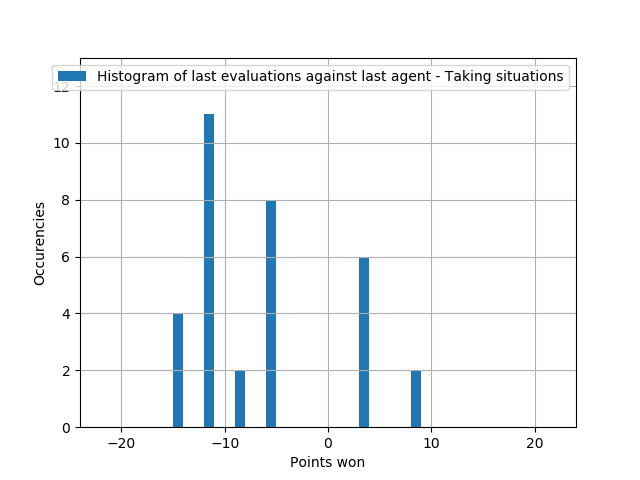 Histogram of last evaluations against last agent - Taking situations
12
10
8
6
4
2
0
−20 −10 0 10 20
Occurencies
Points won